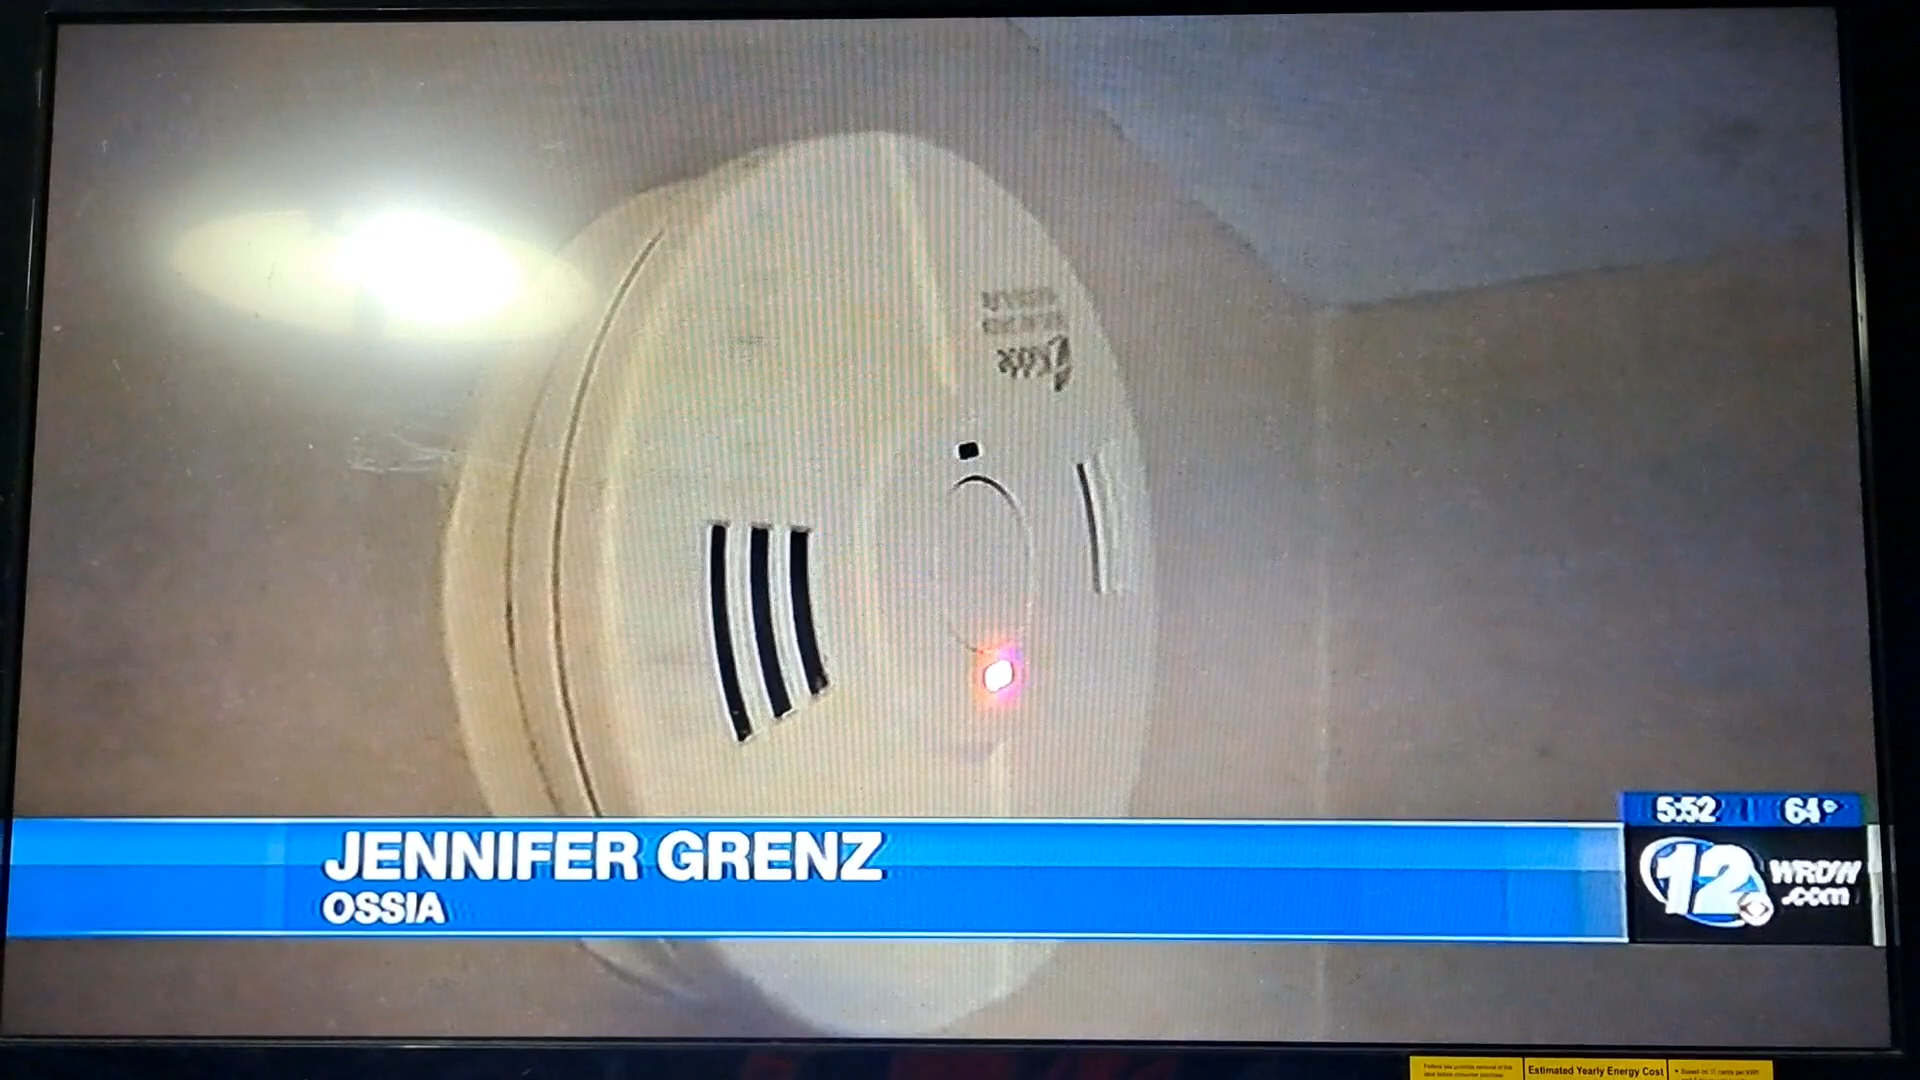 JENNIFER GRENZ
OSSIA
5:52 64°
12 WRDW
.com
Estimated Yearly Energy Cost